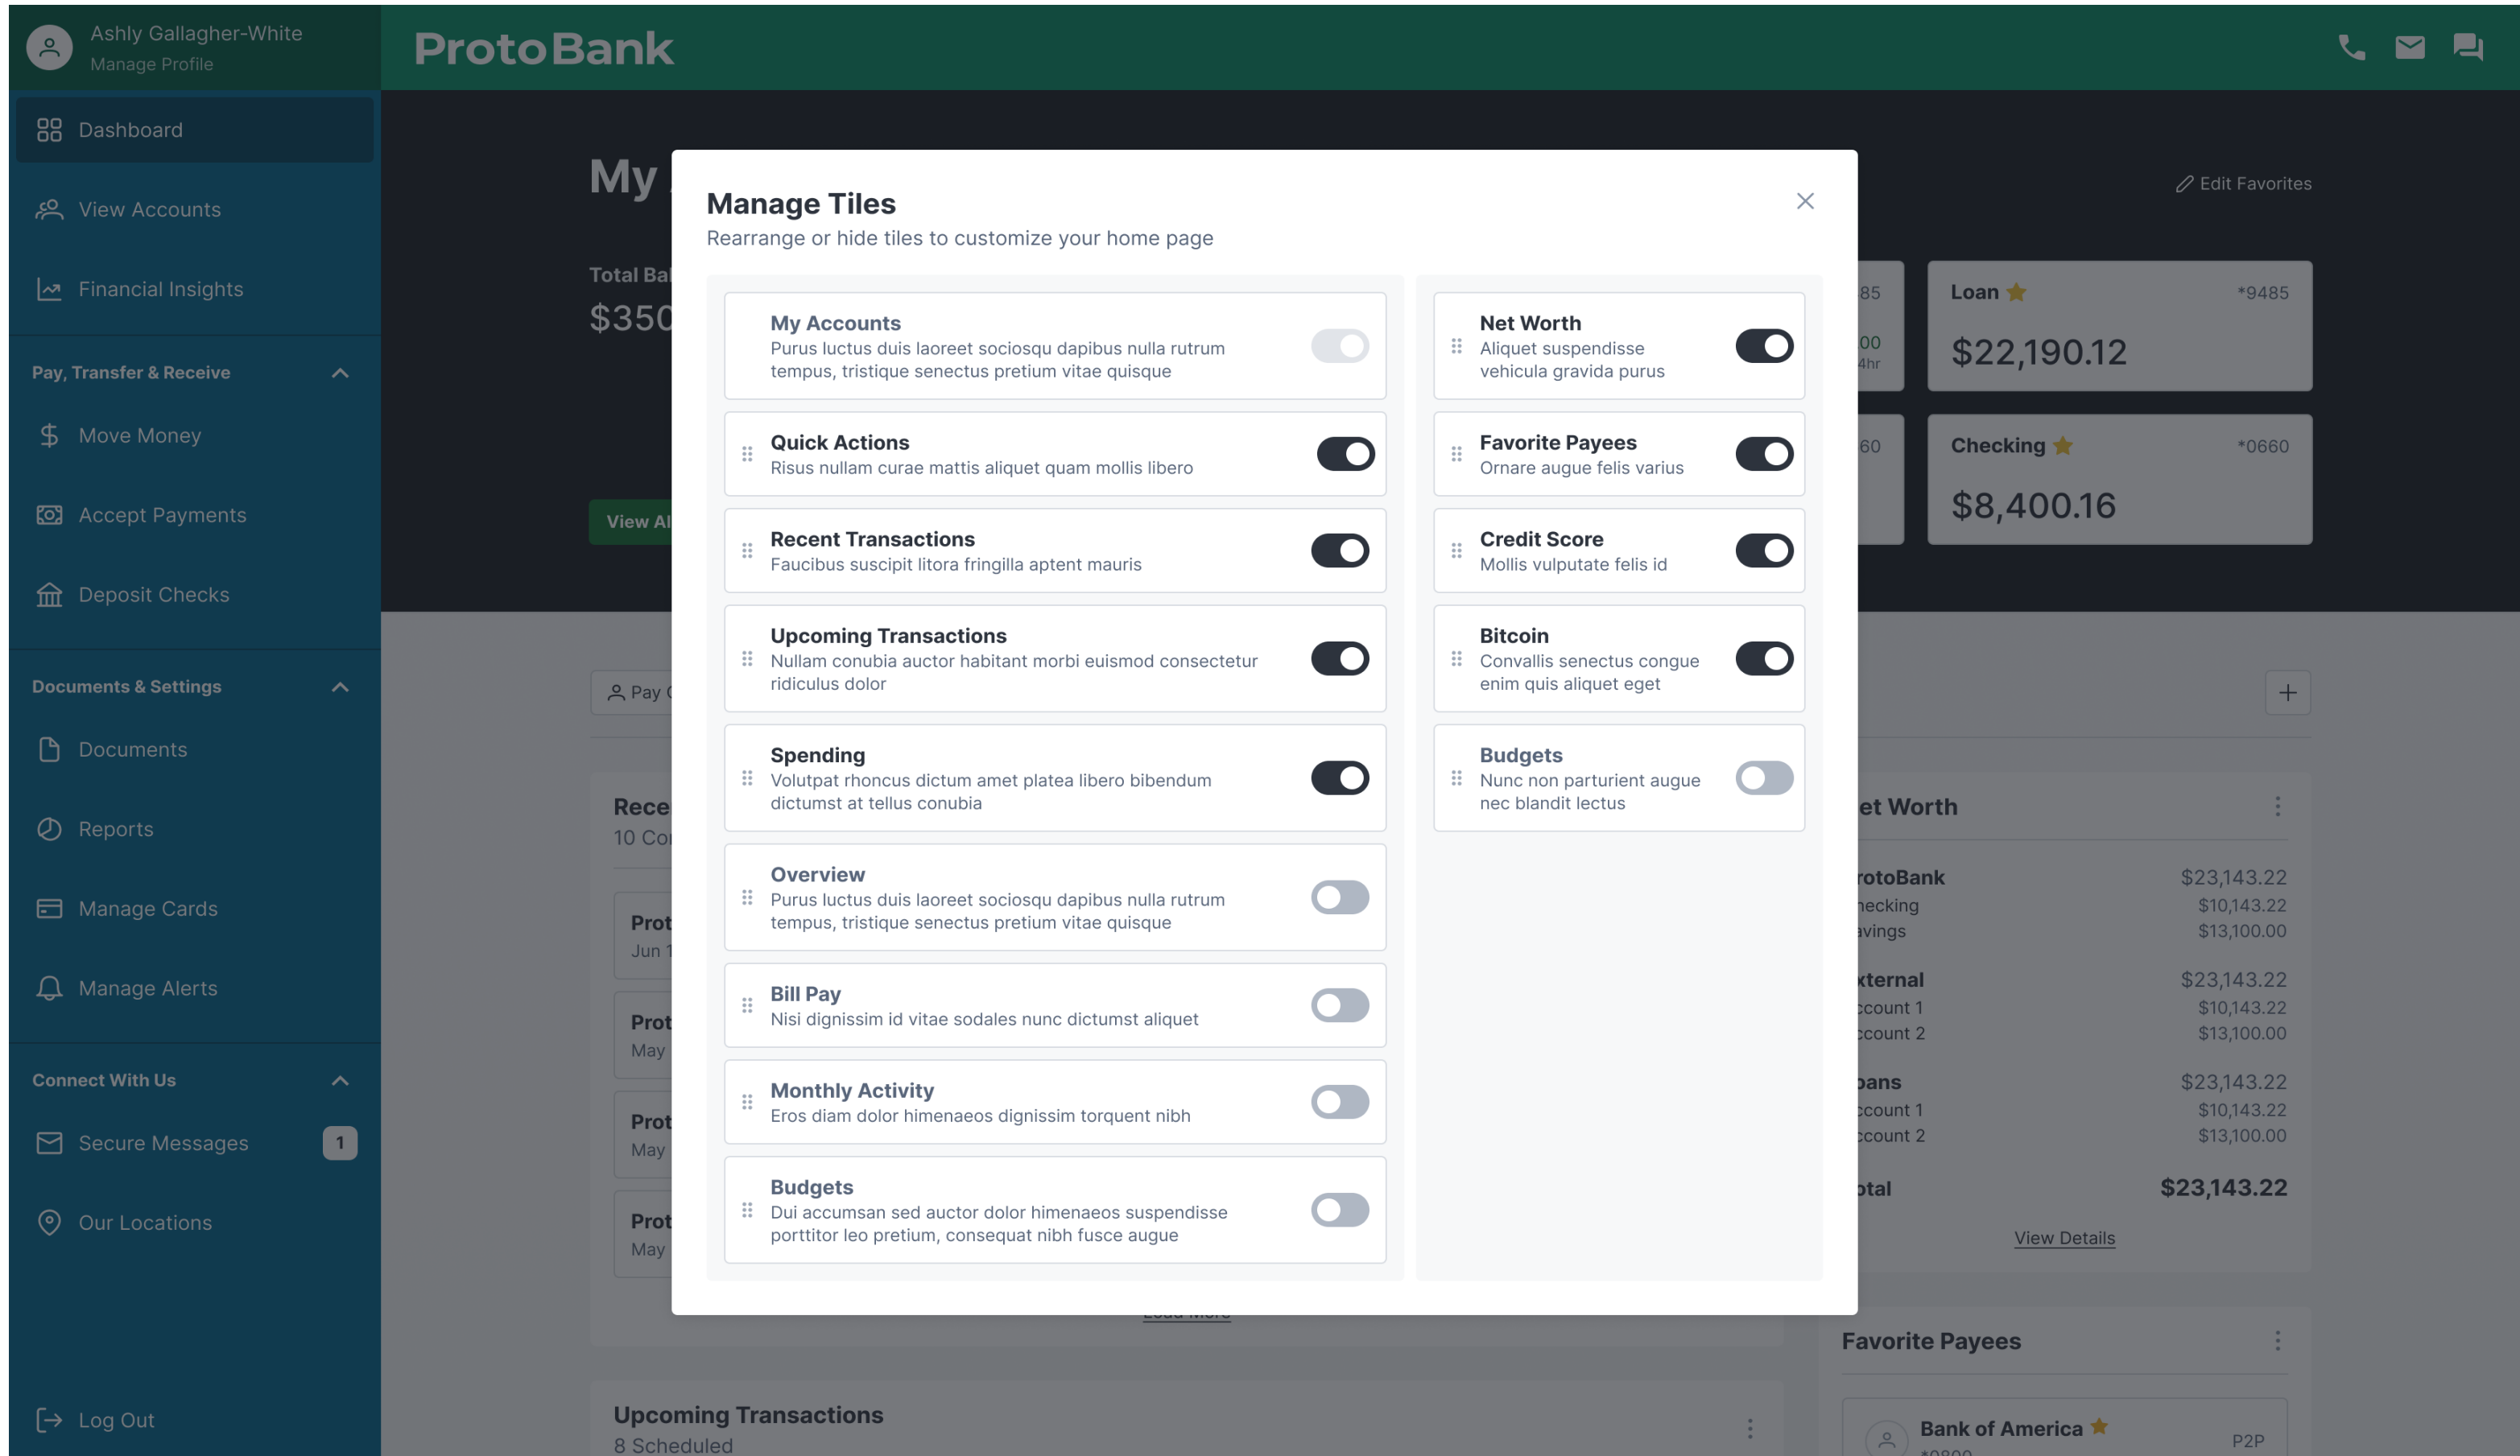 Ashly Gallagher-White
Manage Profile
ProtoBank
Dashboard
View Accounts
Financial Insights
Pay, Transfer & Receive
Move Money
Accept Payments
Deposit Checks
Documents & Settings
Documents
Reports
Manage Cards
Manage Alerts
Connect With Us
Secure Messages 1
Our Locations
Log Out
My
Edit Favorites
Total
$350
View
Loan *9485
$22,190.12
Checking *0660
$8,400.16
Pay
Manage Tiles
Rearrange or hide tiles to customize your home page
My Accounts
Purus luctus duis laoreet sociosqu dapibus nulla rutrum
tempus, tristique senectus pretium vitae quisque
Quick Actions
Risus nullam curae mattis aliquet quam mollis libero
Recent Transactions
Faucibus suscipit litora fringilla aptent mauris
Upcoming Transactions
Nullam conubia auctor habitant morbi euismod consectetur
ridiculus dolor
Spending
Volutpat rhoncus dictum amet platea libero bibendum
dictumst at tellus conubia
Overview
Purus luctus duis laoreet sociosqu dapibus nulla rutrum
tempus, tristique senectus pretium vitae quisque
Bill Pay
Nisi dignissim id vitae sodales nunc dictumst aliquet
Monthly Activity
Eros diam dolor himenaeos dignissim torquent nibh
Budgets
Dui accumsan sed auctor dolor himenaeos suspendisse
porttitor leo pretium, consequat nibh fusce augue
Net Worth
Aliquet suspendisse
vehicula gravida purus
Favorite Payees
Ornare augue felis varius
Credit Score
Mollis vulputate felis id
Bitcoin
Convallis senectus congue
enim quis aliquet eget
Budgets
Nunc non parturient augue
nec blandit lectus
10
Jun
May
May
May
Upcoming Transactions
8 Scheduled
Worth
$23,143.22
$10,143.22
$13,100.00
$23,143.22
1 $10,143.22
2 $13,100.00
$23,143.22
1 $10,143.22
2 $13,100.00
$23,143.22
View Details
Favorite Payees
Bank of America
P2P